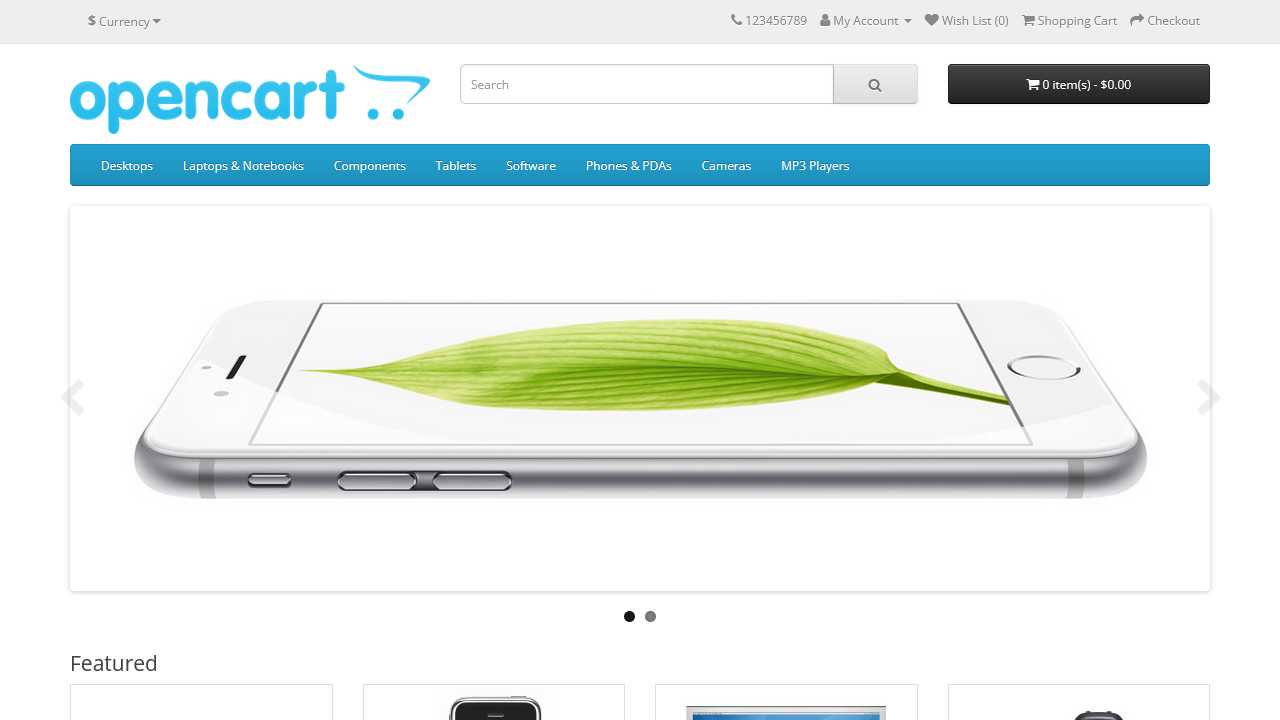 $ Currency
123456789 My Account Wish List (0) Shopping Cart Checkout
opencart
Search
0 item(s) - $0.00
Desktops Laptops & Notebooks Components Tablets Software Phones & PDAs Cameras MP3 Players
Featured